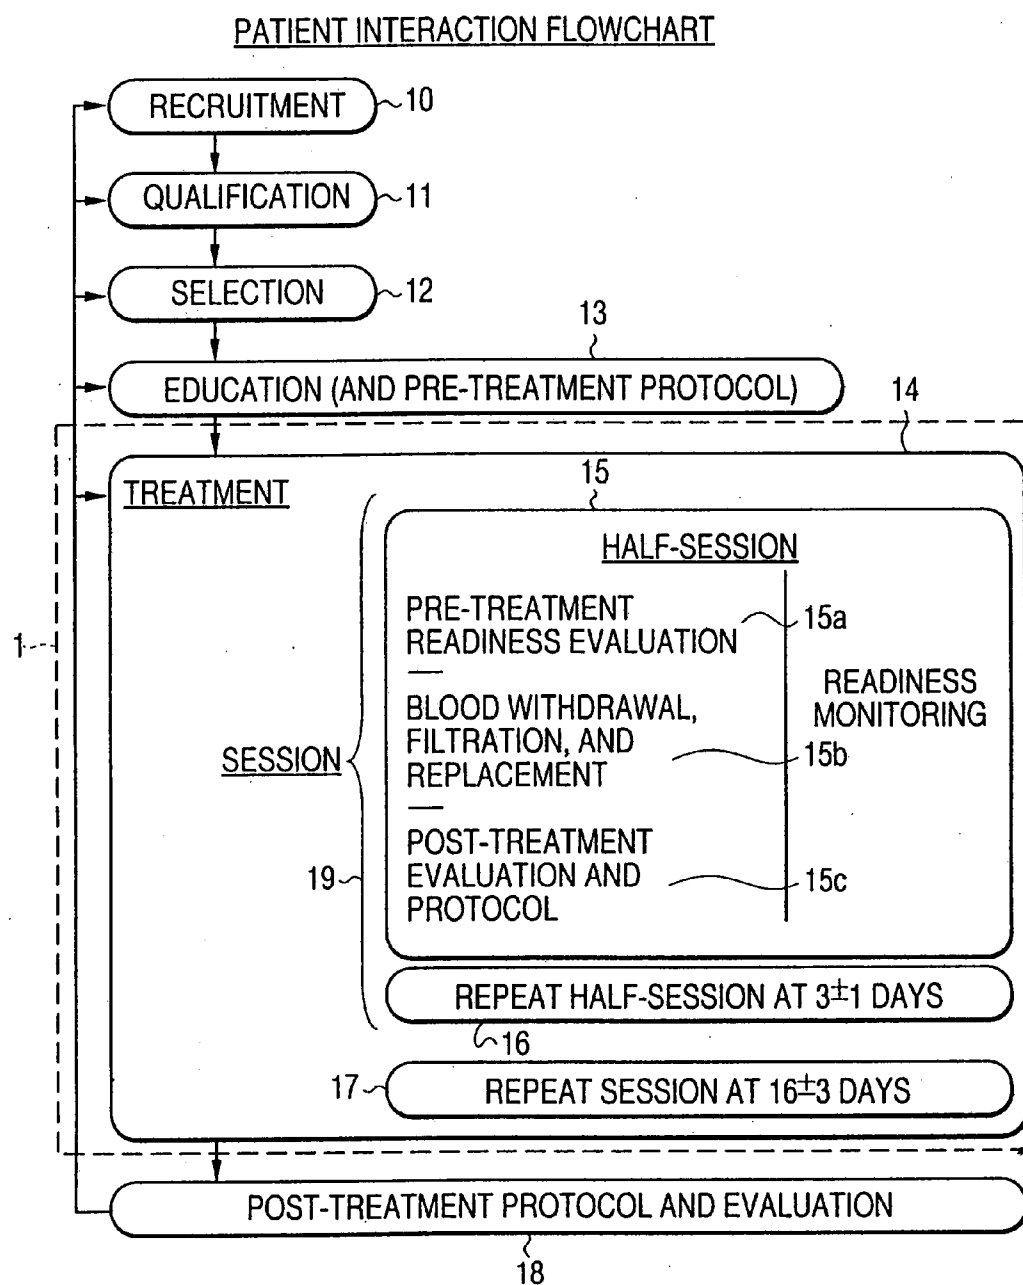 PATIENT INTERACTION FLOWCHART
RECRUITMENT 10
QUALIFICATION 11
SELECTION 12
13
EDUCATION (AND PRE-TREATMENT PROTOCOL)
14
TREATMENT
15
HALF-SESSION
PRE-TREATMENT
READINESS EVALUATION
15a
1
READINESS
MONITORING
BLOOD WITHDRAWAL,
FILTRATION, AND
REPLACEMENT
15b
SESSION
POST-TREATMENT
EVALUATION AND
PROTOCOL
15c
19
REPEAT HALF-SESSION AT 3±1 DAYS
16
17 REPEAT SESSION AT 16±3 DAYS
POST-TREATMENT PROTOCOL AND EVALUATION
18